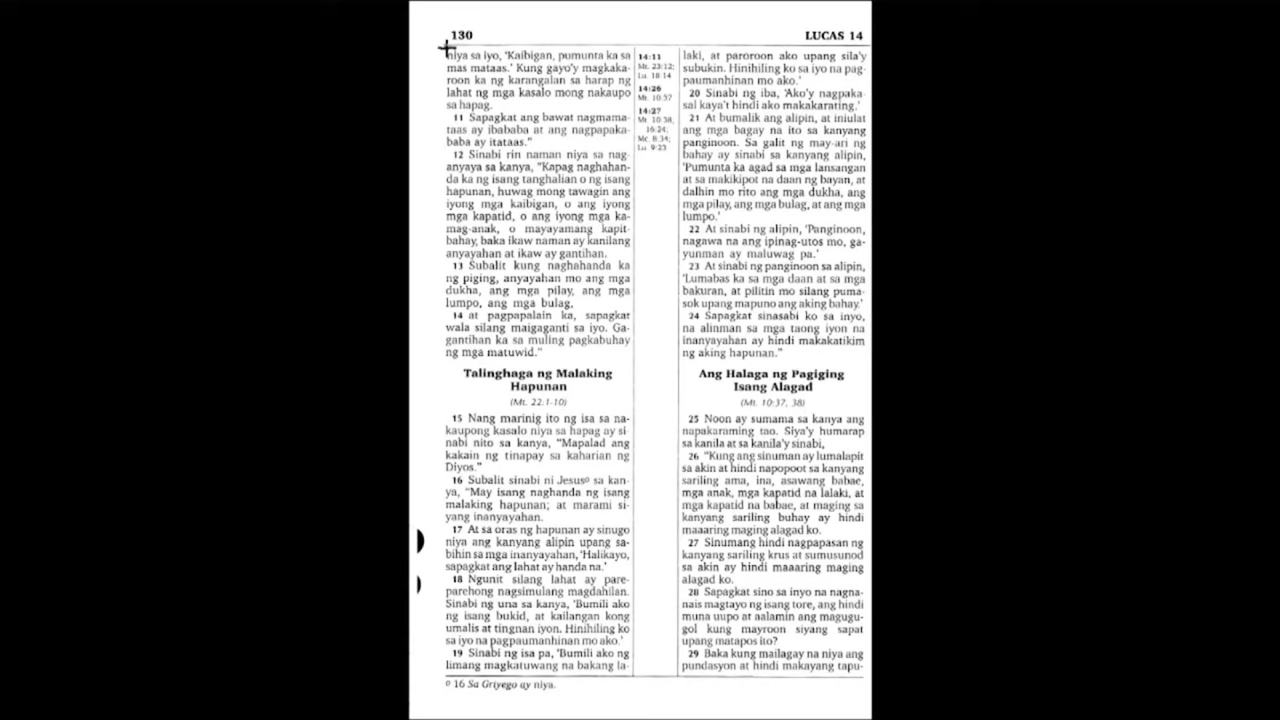 130
LUCAS 14
niya sa iyo, 'Kaibigan, pumunta ka sa
mas mataas.' Kung gayo'y magkaka-
roon ka ng karangalan sa harap ng
lahat ng mga kasalo mong nakaupo
sa hapag.
11 Sapagkat ang bawat nagmama-
taas ay ibababa at ang nagpapaka-
baba ay itataas."
12 Sinabi rin naman niya sa nag-
anyaya sa kanya, "Kapag naghahan-
da ka ng isang tanghalian o ng isang
hapunan, huwag mong tawagin ang
iyong mga kaibigan, o ang iyong
mga kapatid, o ang iyong mga ka-
mag-anak, o mayayamang kapit-
bahay, baka ikaw naman ay kanilang
anyayahan at ikaw ay gantihan.
13 Subalit kung naghahanda ka
ng piging, anyayahan mo ang mga
dukha, ang mga pilay, ang mga
lumpo, ang mga bulag,
14 at pagpapalain ka, sapagkat
wala silang maigaganti sa iyo. Ga-
gantihan ka sa muling pagkabuhay
ng mga matuwid."
Talinghaga ng Malaking
Hapunan
(Mt. 22:1-10)
15 Nang marinig ito ng isa sa na-
kaupong kasalo niya sa hapag ay si-
nabi nito sa kanya, "Mapalad ang
kakain ng tinapay sa kaharian ng
Diyos."
16 Subalit sinabi ni Jesusᵒ sa kan-
ya, "May isang naghanda ng isang
malaking hapunan; at marami si-
yang inanyayahan.
17 At sa oras ng hapunan ay sinugo
niya ang kanyang alipin upang sa-
bihin sa mga inanyayahan, 'Halikayo,
sapagkat ang lahat ay handa na.'
18 Ngunit silang lahat ay pare-
parehong nagsimulang magdahilan.
Sinabi ng una sa kanya, 'Bumili ako
ng isang bukid, at kailangan kong
umalis at tingnan iyon. Hinihiling ko
sa iyo na pagpaumanhinan mo ako.'
19 Sinabi ng isa pa, 'Bumili ako ng
limang magkatuwang na bakang la-
14:11
Mt. 23:12;
Lu. 18:14
14:26
Mt. 10:37
14:27
Mt. 10:38;
16:24;
Mc. 8:34;
Lu. 9:23
laki, at paroroon ako upang sila'y
subukin. Hinihiling ko sa iyo na pag-
paumanhinan mo ako.'
20 Sinabi ng iba, 'Ako'y nagpaka-
sal kaya't hindi ako makakarating.'
21 At bumalik ang alipin, at iniulat
ang mga bagay na ito sa kanyang
panginoon. Sa galit ng may-ari ng
bahay ay sinabi sa kanyang alipin,
'Pumunta ka agad sa mga lansangan
at sa makikipot na daan ng bayan, at
dalhin mo rito ang mga dukha, ang
mga pilay, ang mga bulag, at ang mga
lumpo.'
22 At sinabi ng alipin, 'Panginoon,
nagawa na ang ipinag-utos mo, ga-
yunman ay maluwag pa.'
23 At sinabi ng panginoon sa alipin,
'Lumabas ka sa mga daan at sa mga
bakuran, at pilitin mo silang puma-
sok upang mapuno ang aking bahay.'
24 Sapagkat sinasabi ko sa inyo,
na alinman sa mga taong iyon na
inanyayahan ay hindi makakatikim
ng aking hapunan."
Ang Halaga ng Pagiging
Isang Alagad
(Mt. 10:37, 38)
25 Noon ay sumama sa kanya ang
napakaraming tao. Siya'y humarap
sa kanila at sa kanila'y sinabi,
26 "Kung ang sinuman ay lumalapit
sa akin at hindi napopoot sa kanyang
sariling ama, ina, asawang babae,
mga anak, mga kapatid na lalaki, at
mga kapatid na babae, at maging sa
kanyang sariling buhay ay hindi
maaaring maging alagad ko.
27 Sinumang hindi nagpapasan ng
kanyang sariling krus at sumusunod
sa akin ay hindi maaaring maging
alagad ko.
28 Sapagkat sino sa inyo na nagna-
nais magtayo ng isang tore, ang hindi
muna uupo at aalamin ang magugu-
gol kung mayroon siyang sapat
upang matapos ito?
29 Baka kung mailagay na niya ang
pundasyon at hindi makayang tapu-
ᵒ 16 Sa Griyego ay niya.